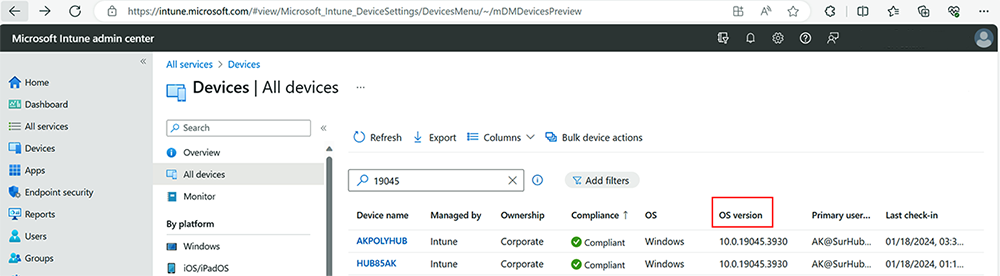 https://intune.microsoft.com/#view/Microsoft_Intune_DeviceSettings/DevicesMenu/~/mDMDevicesPreview
Microsoft Intune admin center
Home
Dashboard
All services
Devices
Apps
Endpoint security
Reports
Users
Groups
All services > Devices
Devices | All devices ...
Search
Overview
All devices
Monitor
By platform
Windows
iOS/iPadOS
Refresh Export Columns Bulk device actions
19045 Add filters
Device name Managed by Ownership Compliance ↑ OS OS version Primary user... Last check-in
AKPOLYHUB Intune Corporate Compliant Windows 10.0.19045.3930 AK@SurHub... 01/18/2024, 03:3...
HUB85AK Intune Corporate Compliant Windows 10.0.19045.3930 AK@SurHub... 01/18/2024, 01:1...